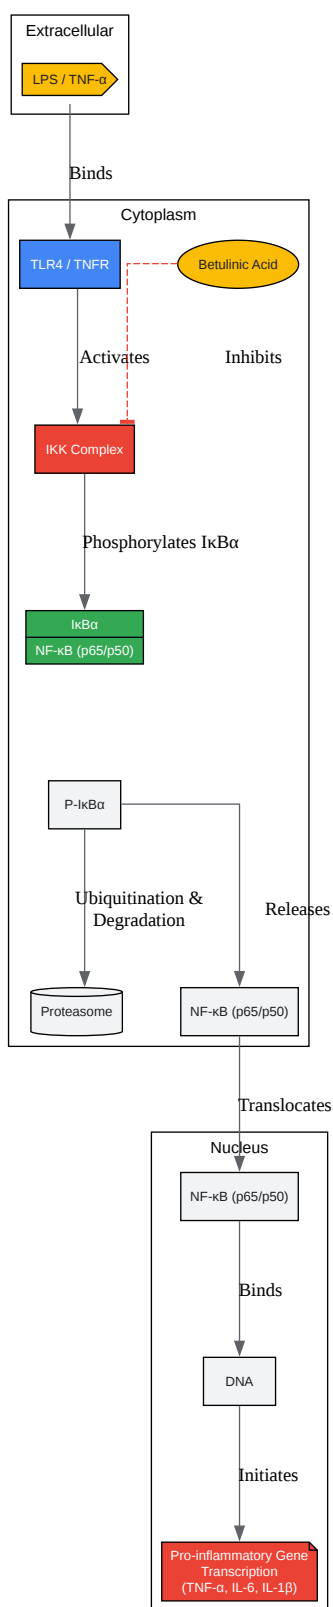 Extracellular
LPS / TNF-α
Binds
Cytoplasm
TLR4 / TNFR
Betulinic Acid
Activates
Inhibits
IKK Complex
Phosphorylates IκBα
IκBα
NF-κB (p65/p50)
P-IκBα
Ubiquitination &
Degradation
Releases
Proteasome
NF-κB (p65/p50)
Translocates
Nucleus
NF-κB (p65/p50)
Binds
DNA
Initiates
Pro-inflammatory Gene
Transcription
(TNF-α, IL-6, IL-1β)